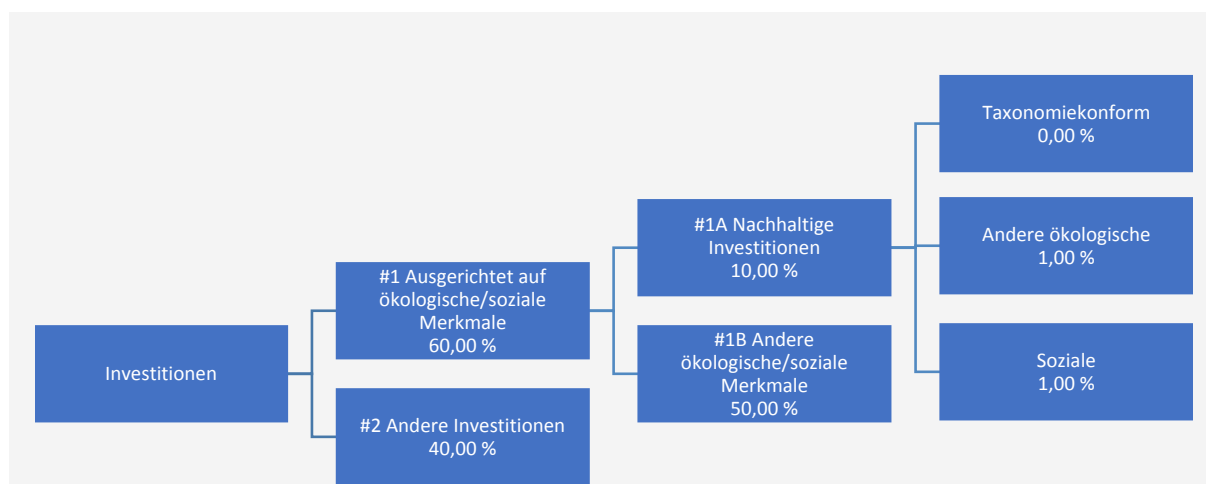 Investitionen
#1 Ausgerichtet auf
ökologische/soziale
Merkmale
60,00 %
#2 Andere Investitionen
40,00 %
#1A Nachhaltige
Investitionen
10,00 %
#1B Andere
ökologische/soziale
Merkmale
50,00 %
Taxonomiekonform
0,00 %
Andere ökologische
1,00 %
Soziale
1,00 %